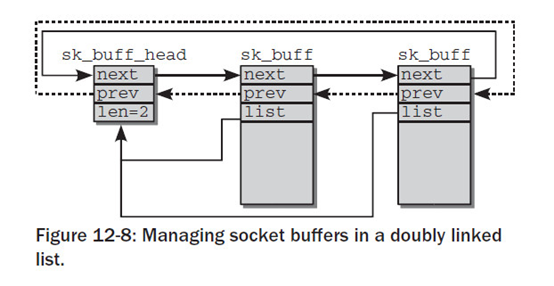 sk_buff_head sk_buff sk_buff
next next next
prev prev prev
len=2 list list
Figure 12-8: Managing socket buffers in a doubly linked
list.